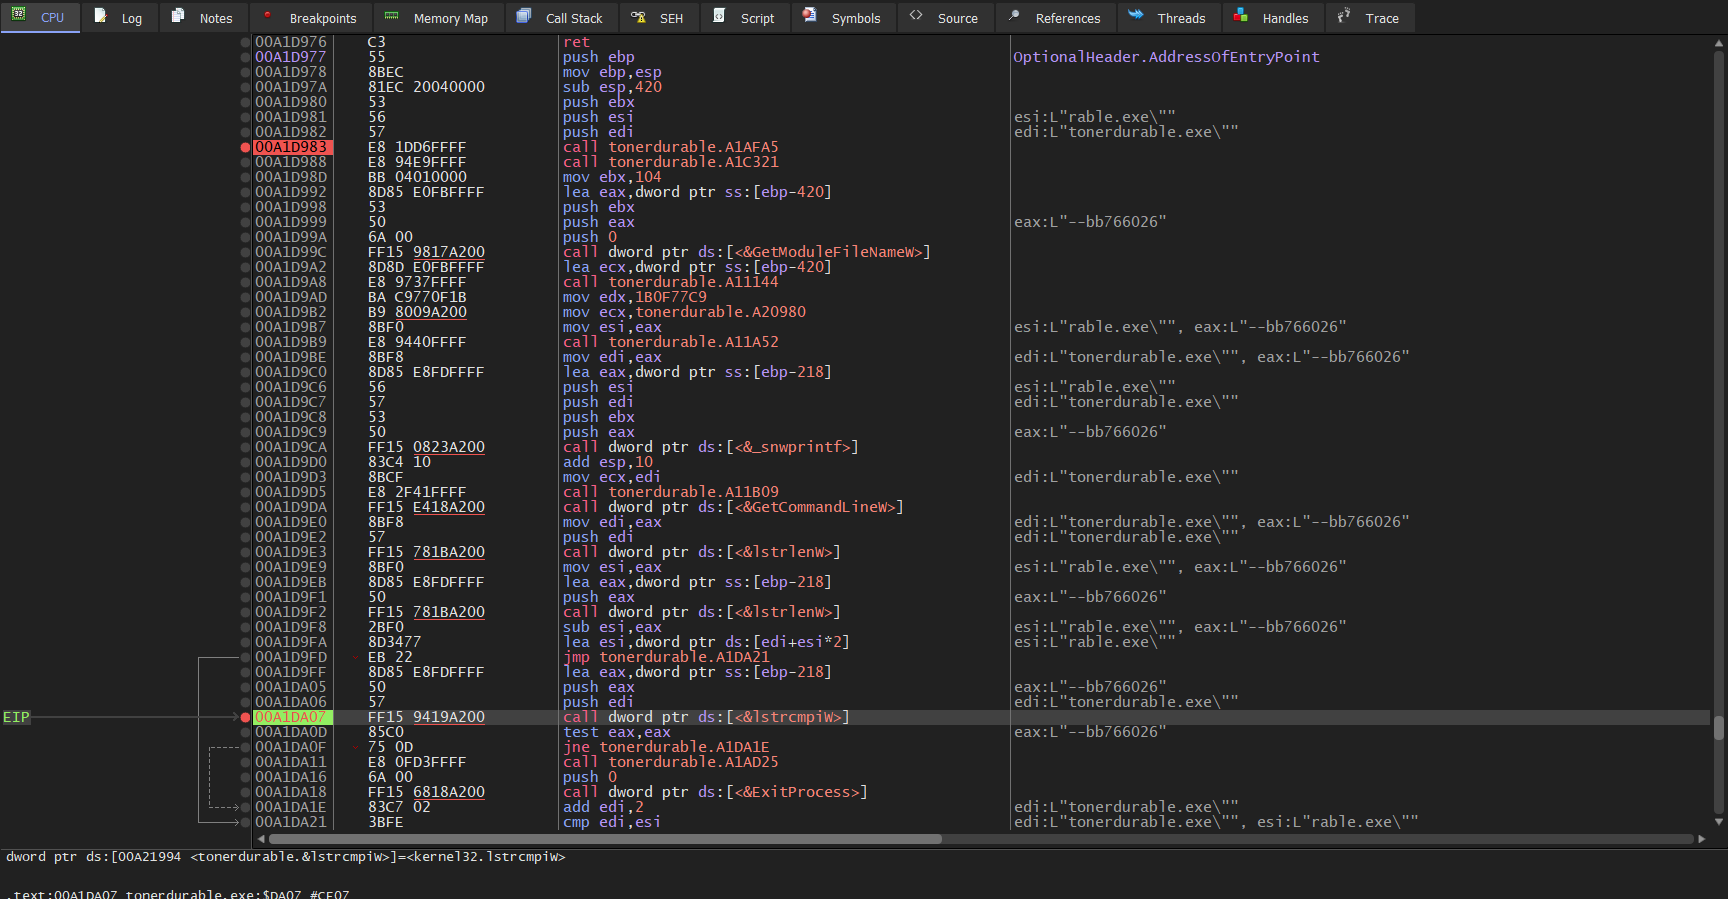 CPU Log Notes Breakpoints Memory Map Call Stack SEH Script Symbols Source References Threads Handles Trace
00A1D976 C3 ret
00A1D977 55 push ebp OptionalHeader.AddressOfEntryPoint
00A1D978 8BEC mov ebp,esp
00A1D97A 81EC 20040000 sub esp,420
00A1D980 53 push ebx
00A1D981 56 push esi esi:L"rable.exe\""
00A1D982 57 push edi edi:L"tonerdurable.exe\""
00A1D983 E8 1DD6FFFF call tonerdurable.A1AFA5
00A1D988 E8 94E9FFFF call tonerdurable.A1C321
00A1D98D BB 04010000 mov ebx,104
00A1D992 8D85 E0FBFFFF lea eax,dword ptr ss:[ebp-420]
00A1D998 53 push ebx
00A1D999 50 push eax eax:L"--bb766026"
00A1D99A 6A 00 push 0
00A1D99C FF15 9817A200 call dword ptr ds:[<&GetModuleFileNameW>]
00A1D9A2 8D8D E0FBFFFF lea ecx,dword ptr ss:[ebp-420]
00A1D9A8 E8 9737FFFF call tonerdurable.A11144
00A1D9AD BA C9770F1B mov edx,1B0F77C9
00A1D9B2 B9 8009A200 mov ecx,tonerdurable.A20980
00A1D9B7 8BF0 mov esi,eax esi:L"rable.exe\"", eax:L"--bb766026"
00A1D9B9 E8 9440FFFF call tonerdurable.A11A52
00A1D9BE 8BF8 mov edi,eax edi:L"tonerdurable.exe\"", eax:L"--bb766026"
00A1D9C0 8D85 E8FDFFFF lea eax,dword ptr ss:[ebp-218]
00A1D9C6 56 push esi esi:L"rable.exe\""
00A1D9C7 57 push edi edi:L"tonerdurable.exe\""
00A1D9C8 53 push ebx
00A1D9C9 50 push eax eax:L"--bb766026"
00A1D9CA FF15 0823A200 call dword ptr ds:[<&_snwprintf>]
00A1D9D0 83C4 10 add esp,10
00A1D9D3 8BCF mov ecx,edi edi:L"tonerdurable.exe\""
00A1D9D5 E8 2F41FFFF call tonerdurable.A11B09
00A1D9DA FF15 E418A200 call dword ptr ds:[<&GetCommandLineW>]
00A1D9E0 8BF8 mov edi,eax edi:L"tonerdurable.exe\"", eax:L"--bb766026"
00A1D9E2 57 push edi edi:L"tonerdurable.exe\""
00A1D9E3 FF15 781BA200 call dword ptr ds:[<&lstrlenW>]
00A1D9E9 8BF0 mov esi,eax esi:L"rable.exe\"", eax:L"--bb766026"
00A1D9EB 8D85 E8FDFFFF lea eax,dword ptr ss:[ebp-218]
00A1D9F1 50 push eax eax:L"--bb766026"
00A1D9F2 FF15 781BA200 call dword ptr ds:[<&lstrlenW>]
00A1D9F8 2BF0 sub esi,eax esi:L"rable.exe\"", eax:L"--bb766026"
00A1D9FA 8D3477 lea esi,dword ptr ds:[edi+esi*2] esi:L"rable.exe\""
00A1D9FD EB 22 jmp tonerdurable.A1DA21
00A1D9FF 8D85 E8FDFFFF lea eax,dword ptr ss:[ebp-218]
00A1DA05 50 push eax eax:L"--bb766026"
00A1DA06 57 push edi edi:L"tonerdurable.exe\""
EIP 00A1DA07 FF15 9419A200 call dword ptr ds:[<&lstrcmpiW>]
00A1DA0D 85C0 test eax,eax eax:L"--bb766026"
00A1DA0F 75 0D jne tonerdurable.A1DA1E
00A1DA11 E8 0FD3FFFF call tonerdurable.A1AD25
00A1DA16 6A 00 push 0
00A1DA18 FF15 6818A200 call dword ptr ds:[<&ExitProcess>]
00A1DA1E 83C7 02 add edi,2 edi:L"tonerdurable.exe\""
00A1DA21 3BFE cmp edi,esi edi:L"tonerdurable.exe\"", esi:L"rable.exe\""
dword ptr ds:[00A21994 <tonerdurable.&lstrcmpiW>]=<kernel32.lstrcmpiW>
.text:00A1DA07 tonerdurable.exe:$DA07 #CE07